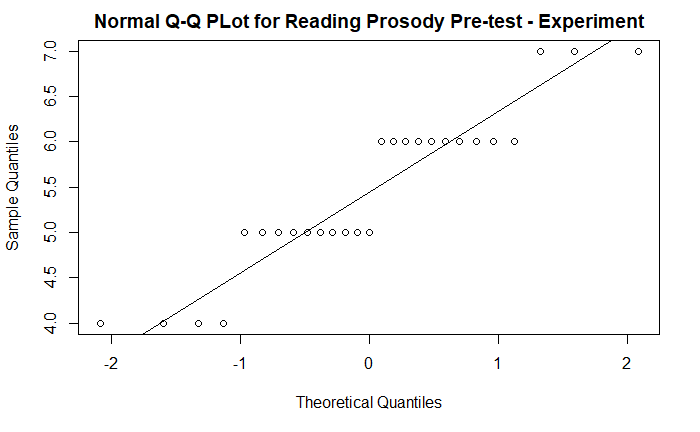 Normal Q-Q PLot for Reading Prosody Pre-test - Experiment
Sample Quantiles
7.0
6.5
6.0
5.5
5.0
4.5
4.0
-2 -1 0 1 2
Theoretical Quantiles